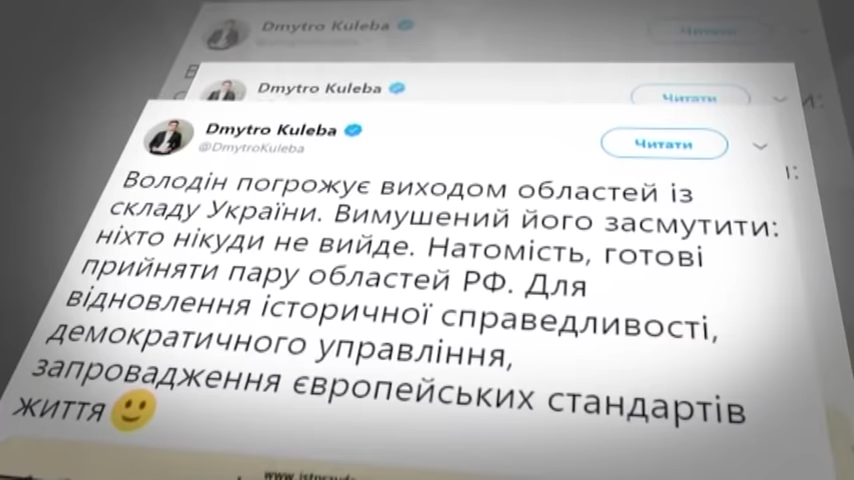 Dmytro Kuleba
Читати
Dmytro Kuleba
Читати
Dmytro Kuleba
@DmytroKuleba
Читати
Володін погрожує виходом областей із
складу України. Вимушений його засмутити:
ніхто нікуди не вийде. Натомість, готові
прийняти пару областей РФ. Для
відновлення історичної справедливості,
демократичного управління,
запровадження європейських стандартів
життя